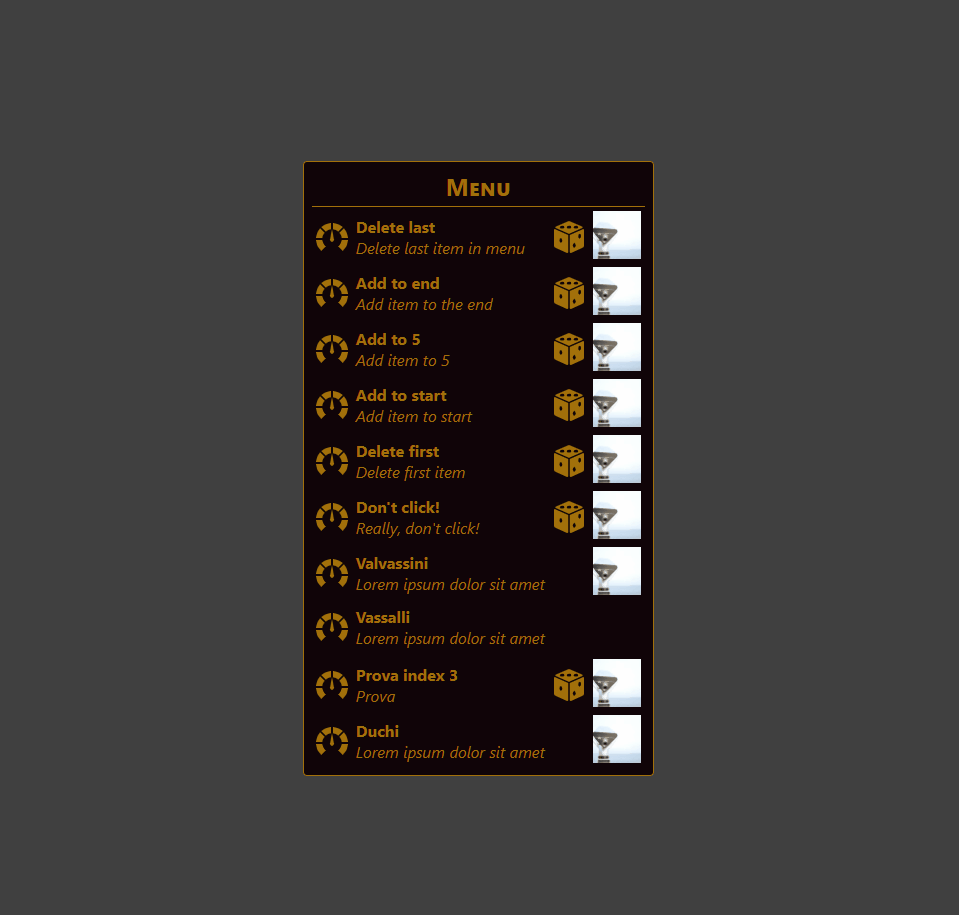 Menu
Delete last
Delete last item in menu
Add to end
Add item to the end
Add to 5
Add item to 5
Add to start
Add item to start
Delete first
Delete first item
Don't click!
Really, don't click!
Valvassini
Lorem ipsum dolor sit amet
Vassalli
Lorem ipsum dolor sit amet
Prova index 3
Prova
Duchi
Lorem ipsum dolor sit amet